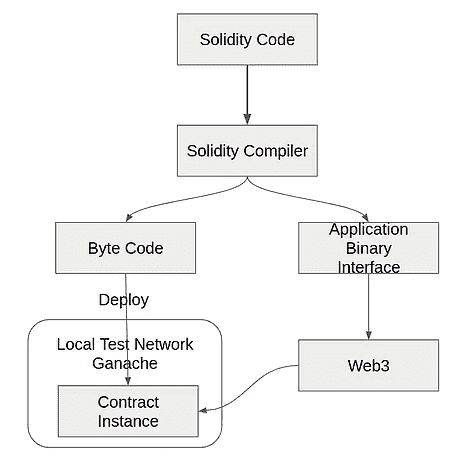 Solidity Code
Solidity Compiler
Byte Code
Application
Binary
Interface
Deploy
Local Test Network
Ganache
Web3
Contract
Instance